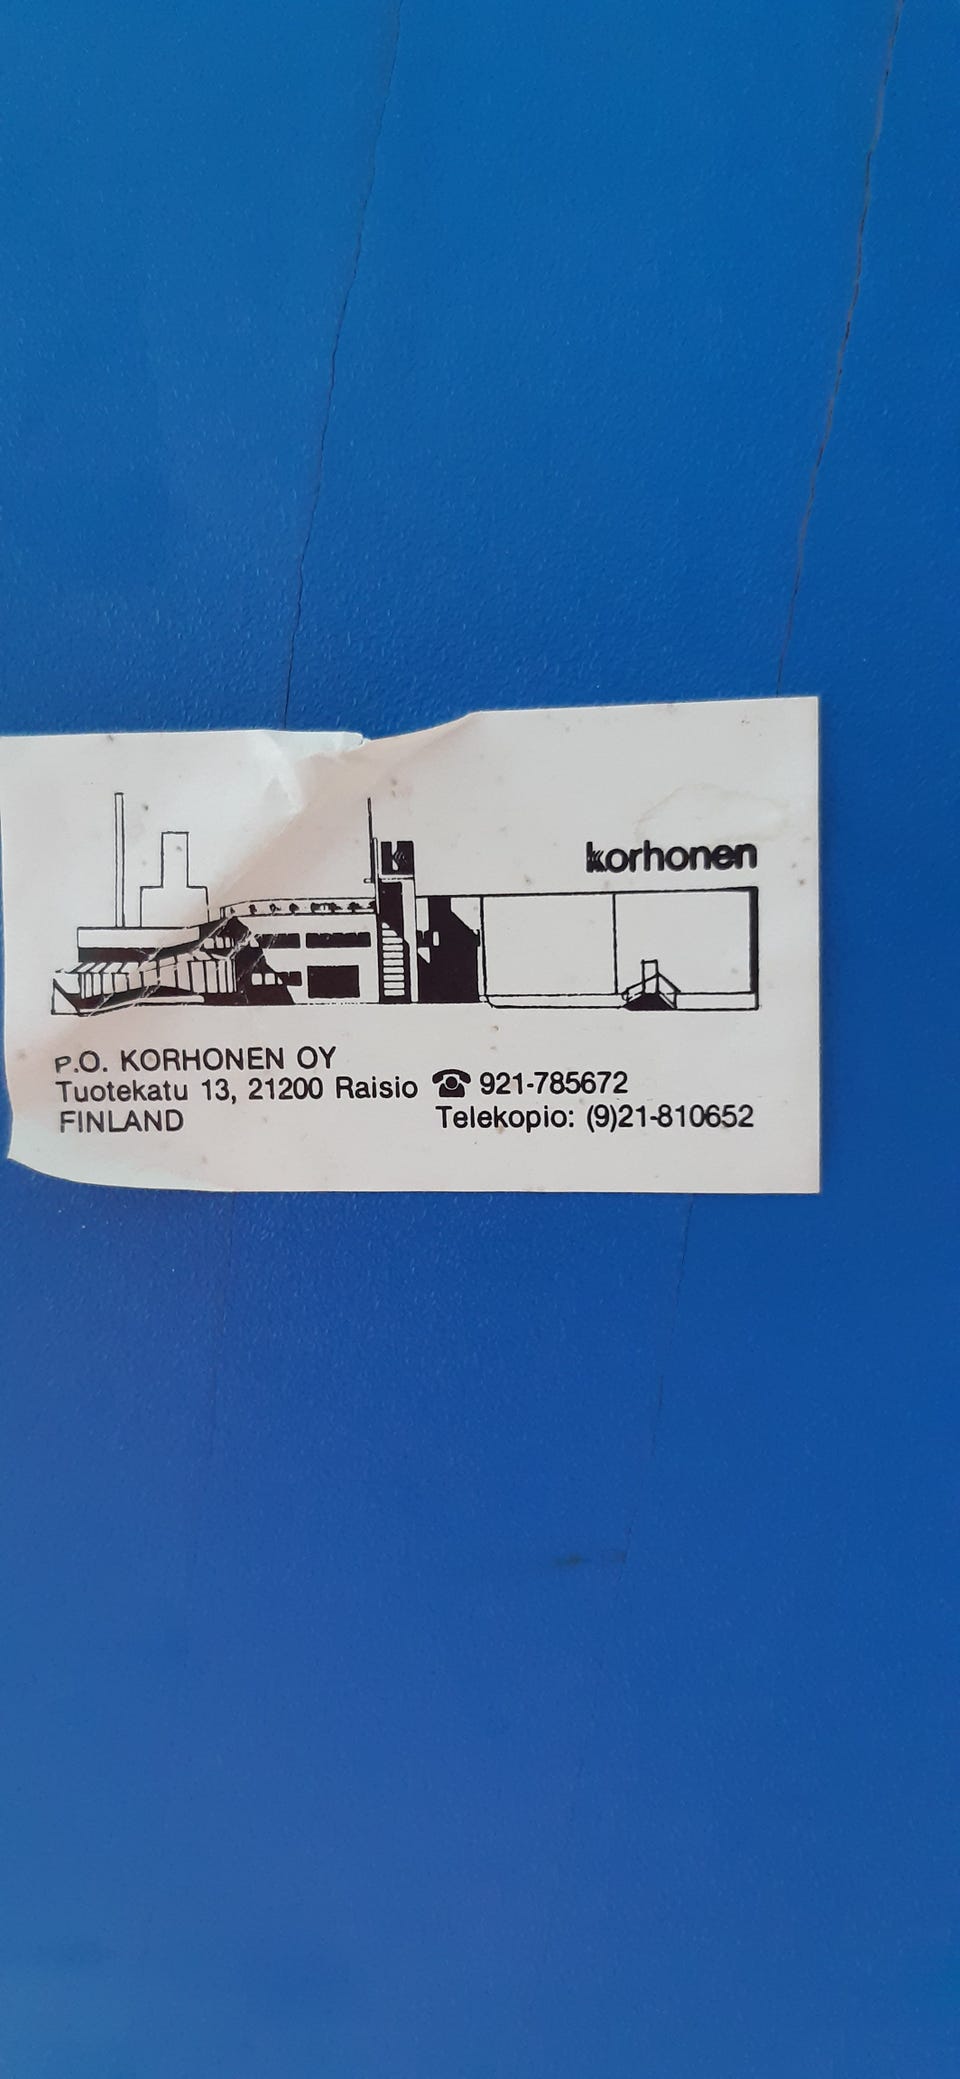 korhonen
P.O. KORHONEN OY
Tuotekatu 13, 21200 Raisio ☎ 921-785672
FINLAND Telekopio: (9)21-810652